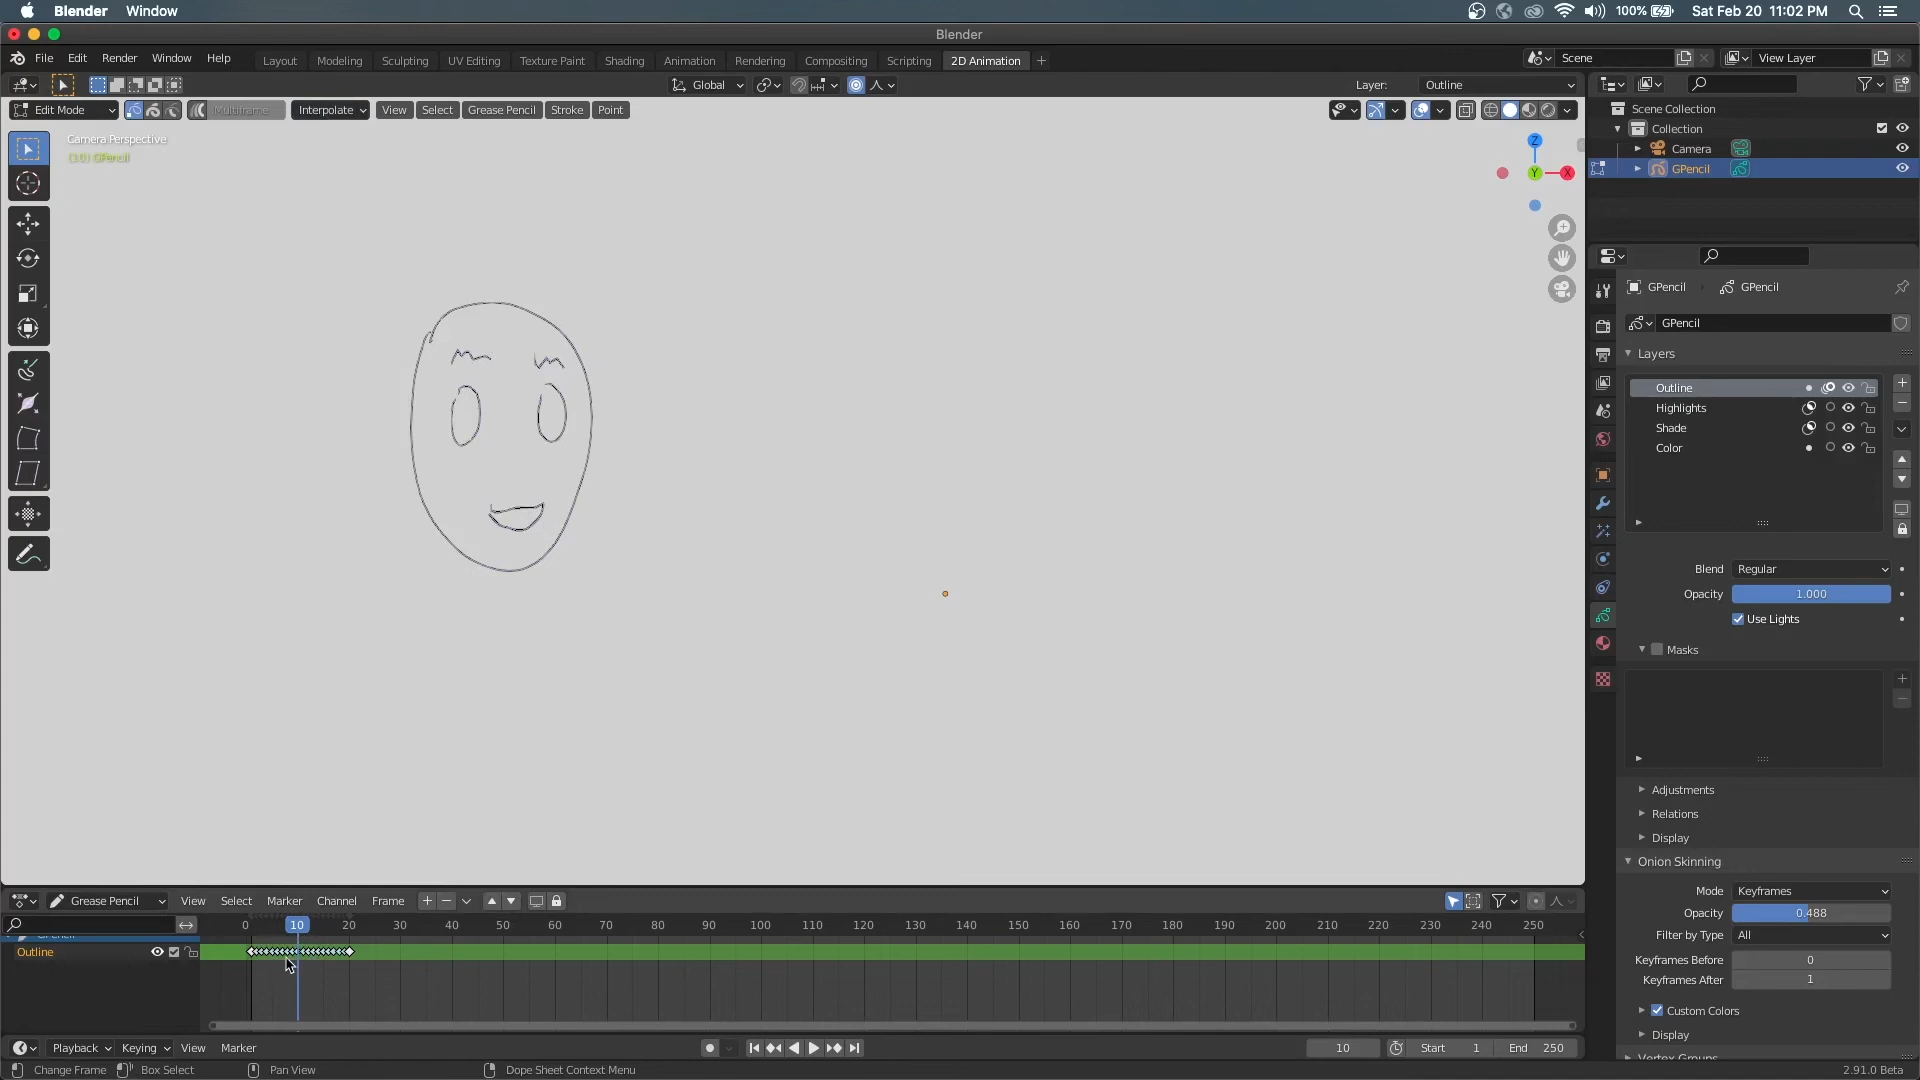 Blender Window 100% Sat Feb 20 11:02 PM
Blender
File Edit Render Window Help Layout Modeling Sculpting UV Editing Texture Paint Shading Animation Rendering Compositing Scripting 2D Animation + Scene View Layer
Global Layer: Outline
Edit Mode Multiframe Interpolate View Select Grease Pencil Stroke Point
Camera Perspective
(10) GPencil
Z
Y
X
Scene Collection
Collection
Camera
GPencil
GPencil GPencil
GPencil
Layers
Outline
Highlights
Shade
Color
Blend Regular
Opacity 1.000
Use Lights
Masks
Adjustments
Relations
Display
Onion Skinning
Mode Keyframes
Opacity 0.488
Filter by Type All
Keyframes Before 0
Keyframes After 1
Custom Colors
Display
Vertex Groups
Grease Pencil View Select Marker Channel Frame
0 10 20 30 40 50 60 70 80 90 100 110 120 130 140 150 160 170 180 190 200 210 220 230 240 250
GPencil
Outline
Playback Keying View Marker 10 Start 1 End 250
Change Frame Box Select Pan View Dope Sheet Context Menu 2.91.0 Beta